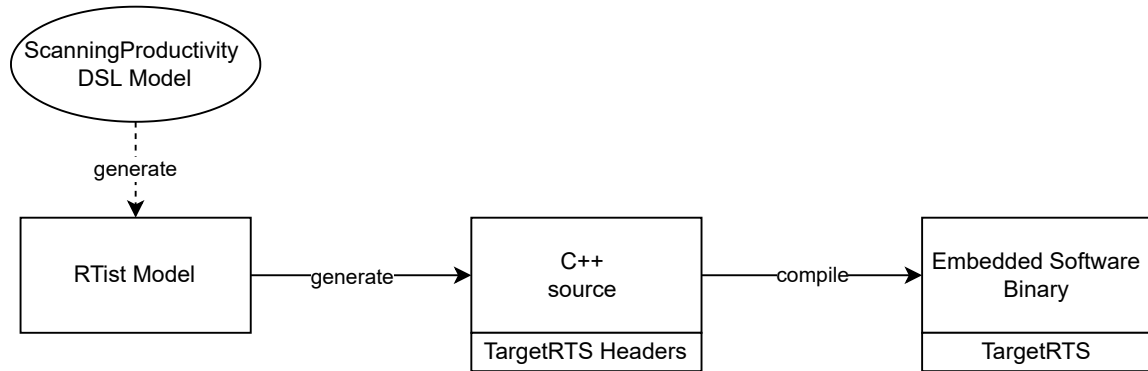 ScanningProductivity
DSL Model
generate
RTist Model
generate
C++
source
TargetRTS Headers
compile
Embedded Software
Binary
TargetRTS